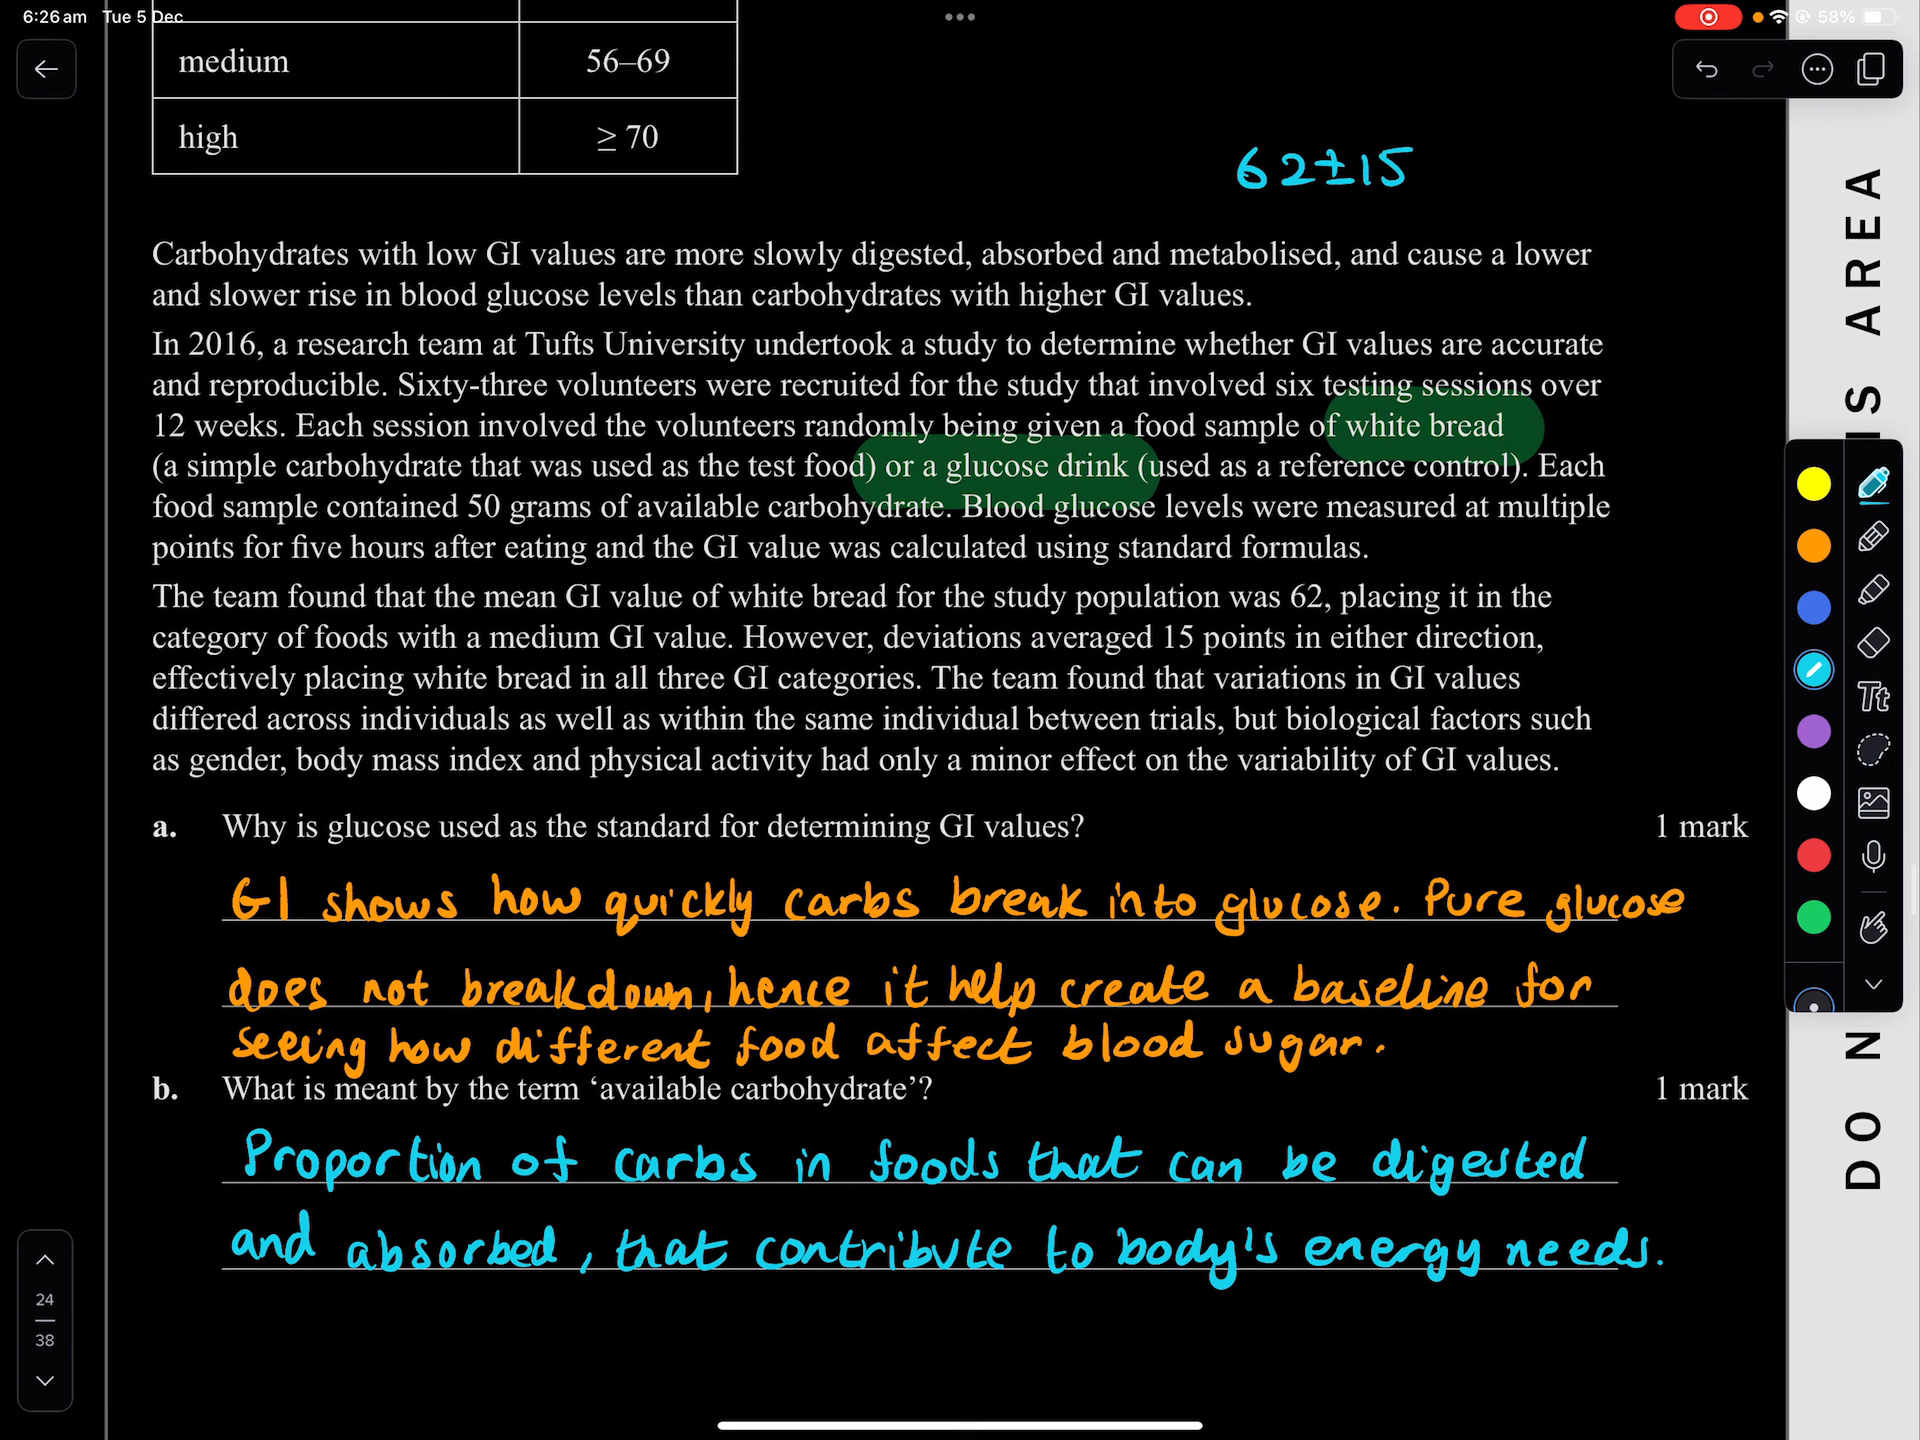 6:26 am Tue 5 Dec
58%
medium 56–69
high ≥ 70
62±15
Carbohydrates with low GI values are more slowly digested, absorbed and metabolised, and cause a lower
and slower rise in blood glucose levels than carbohydrates with higher GI values.
In 2016, a research team at Tufts University undertook a study to determine whether GI values are accurate
and reproducible. Sixty-three volunteers were recruited for the study that involved six testing sessions over
12 weeks. Each session involved the volunteers randomly being given a food sample of white bread
(a simple carbohydrate that was used as the test food) or a glucose drink (used as a reference control). Each
food sample contained 50 grams of available carbohydrate. Blood glucose levels were measured at multiple
points for five hours after eating and the GI value was calculated using standard formulas.
The team found that the mean GI value of white bread for the study population was 62, placing it in the
category of foods with a medium GI value. However, deviations averaged 15 points in either direction,
effectively placing white bread in all three GI categories. The team found that variations in GI values
differed across individuals as well as within the same individual between trials, but biological factors such
as gender, body mass index and physical activity had only a minor effect on the variability of GI values.
a. Why is glucose used as the standard for determining GI values? 1 mark
GI shows how quickly carbs break into glucose. Pure glucose
does not breakdown, hence it help create a baseline for
seeing how different food affect blood sugar.
b. What is meant by the term ‘available carbohydrate’? 1 mark
Proportion of carbs in foods that can be digested
and absorbed, that contribute to body's energy needs.
24
38
Tt
DO N
IS AREA